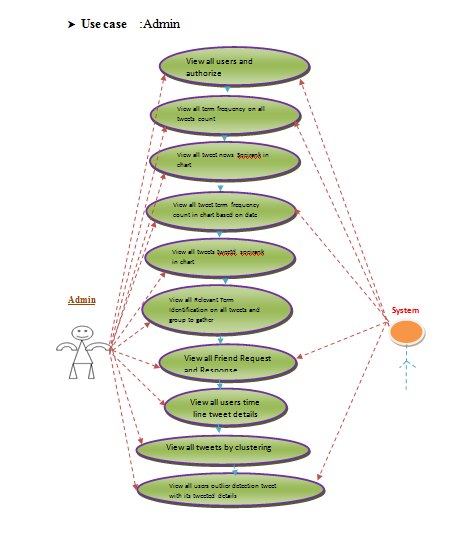 ➤ Use case :Admin
View all users and
authorize
View all term frequency on all
tweets count
View all tweet news in
chart
View all tweet term frequency
count in chart based on date
View all tweets
in chart
View all Relevant Term
Identification on all tweets and
group to gather
Admin
System
View all Friend Request
and Response
View all users time
line tweet details
View all tweets by clustering
View all users outlier detection tweet
with its tweeted details